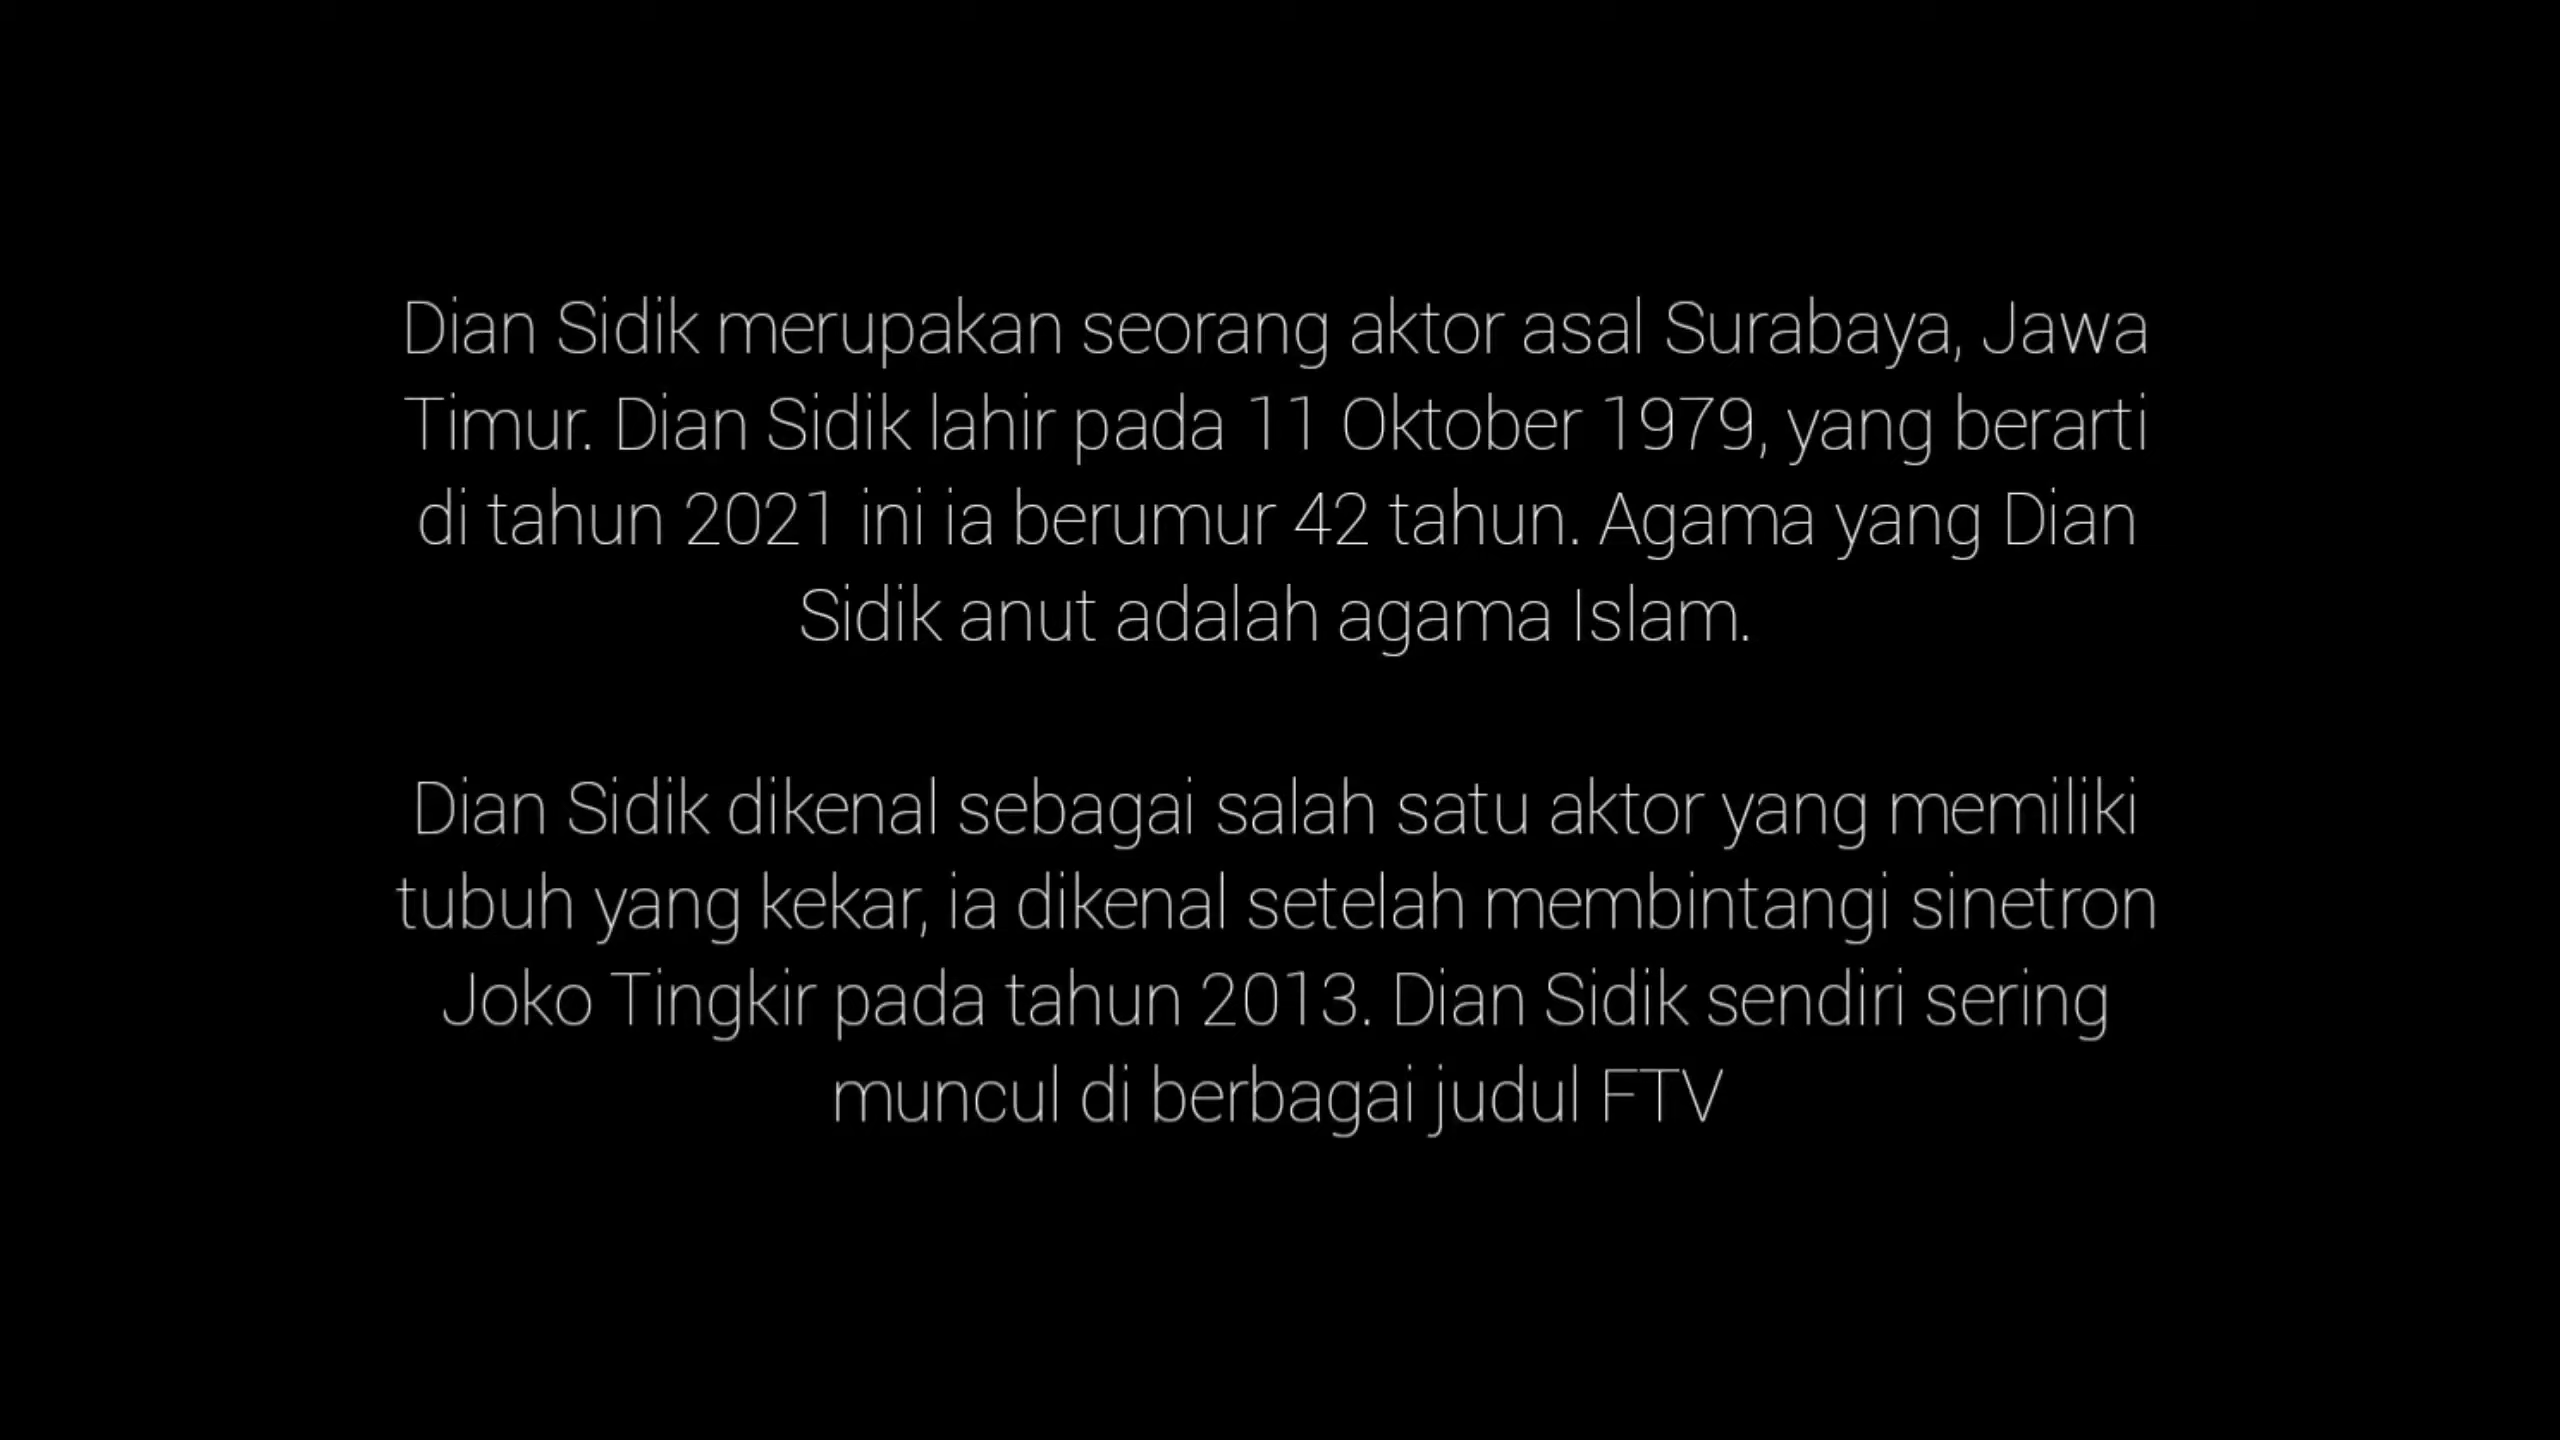 Dian Sidik merupakan seorang aktor asal Surabaya, Jawa
Timur. Dian Sidik lahir pada 11 Oktober 1979, yang berarti
di tahun 2021 ini ia berumur 42 tahun. Agama yang Dian
Sidik anut adalah agama Islam.
Dian Sidik dikenal sebagai salah satu aktor yang memiliki
tubuh yang kekar, ia dikenal setelah membintangi sinetron
Joko Tingkir pada tahun 2013. Dian Sidik sendiri sering
muncul di berbagai judul FTV